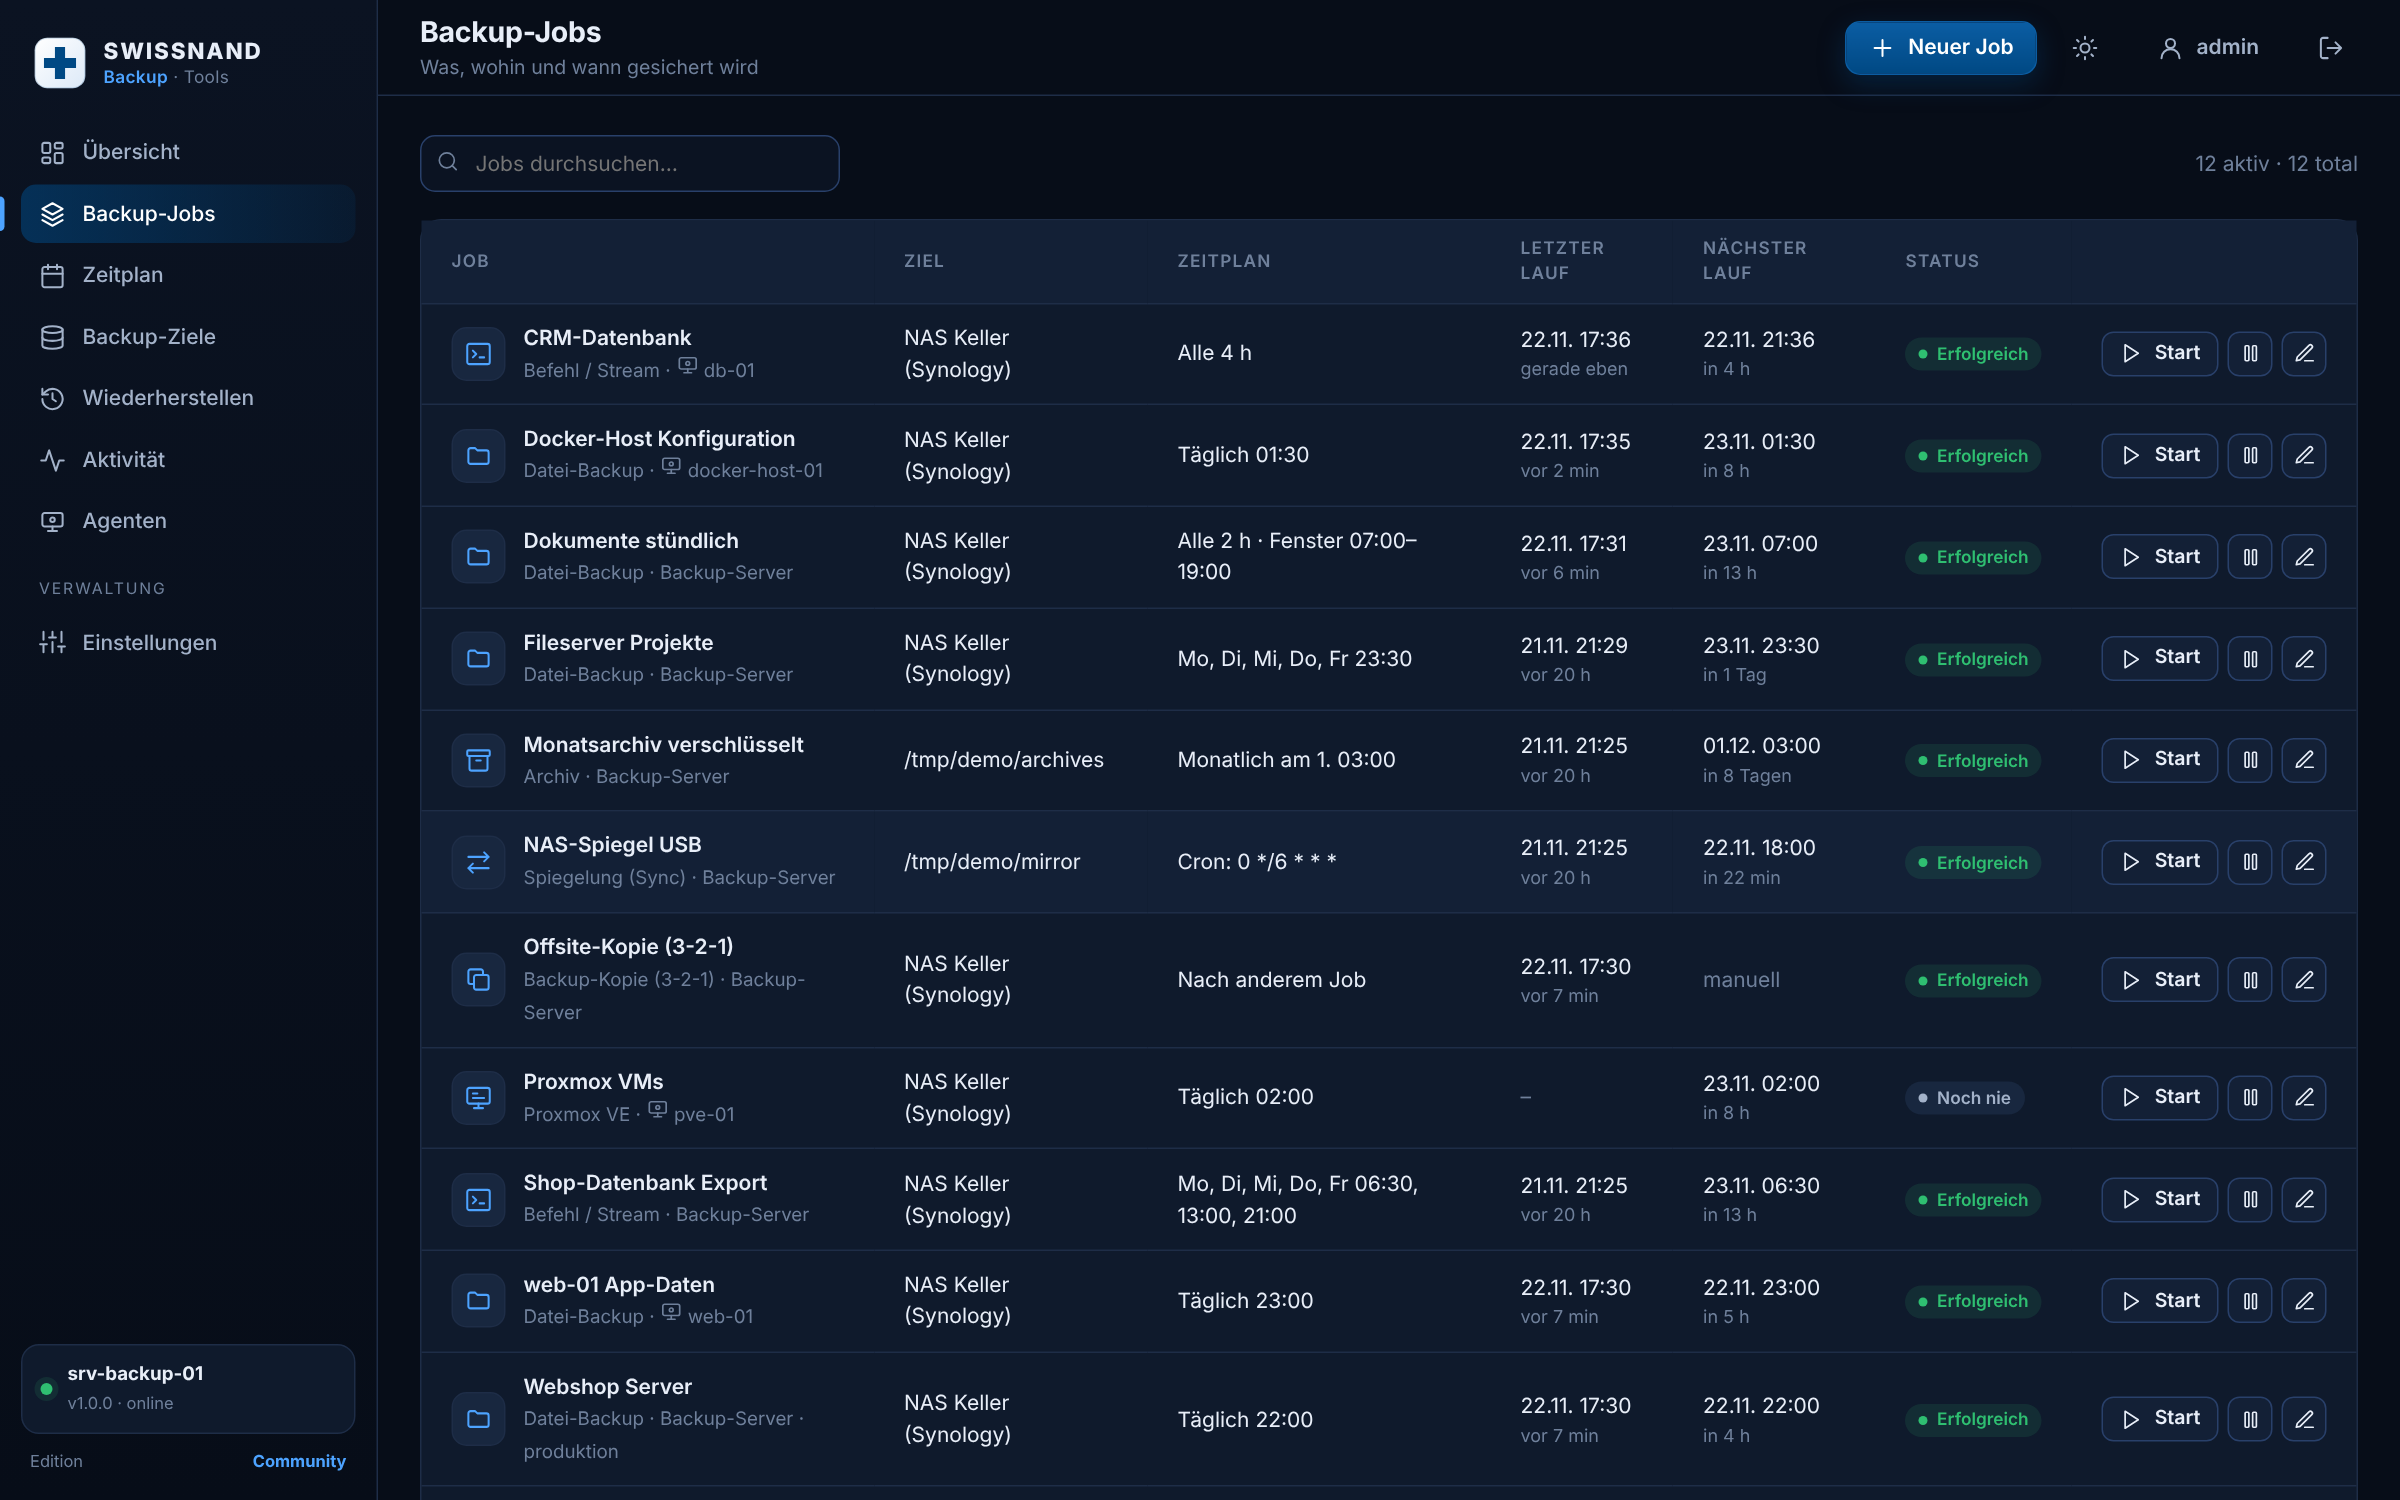 SWISSNAND
Backup · Tools
Übersicht
Backup-Jobs
Zeitplan
Backup-Ziele
Wiederherstellen
Aktivität
Agenten
VERWALTUNG
Einstellungen
srv-backup-01
v1.0.0 · online
Edition Community
Backup-Jobs
Was, wohin und wann gesichert wird
Neuer Job
admin
Jobs durchsuchen...
12 aktiv · 12 total
JOB ZIEL ZEITPLAN LETZTER LAUF NÄCHSTER LAUF STATUS
CRM-Datenbank
Befehl / Stream · db-01
NAS Keller
(Synology)
Alle 4 h
22.11. 17:36
gerade eben
22.11. 21:36
in 4 h
Erfolgreich
Start
Docker-Host Konfiguration
Datei-Backup · docker-host-01
NAS Keller
(Synology)
Täglich 01:30
22.11. 17:35
vor 2 min
23.11. 01:30
in 8 h
Erfolgreich
Start
Dokumente stündlich
Datei-Backup · Backup-Server
NAS Keller
(Synology)
Alle 2 h · Fenster 07:00–
19:00
22.11. 17:31
vor 6 min
23.11. 07:00
in 13 h
Erfolgreich
Start
Fileserver Projekte
Datei-Backup · Backup-Server
NAS Keller
(Synology)
Mo, Di, Mi, Do, Fr 23:30
21.11. 21:29
vor 20 h
23.11. 23:30
in 1 Tag
Erfolgreich
Start
Monatsarchiv verschlüsselt
Archiv · Backup-Server
/tmp/demo/archives
Monatlich am 1. 03:00
21.11. 21:25
vor 20 h
01.12. 03:00
in 8 Tagen
Erfolgreich
Start
NAS-Spiegel USB
Spiegelung (Sync) · Backup-Server
/tmp/demo/mirror
Cron: 0 */6 * * *
21.11. 21:25
vor 20 h
22.11. 18:00
in 22 min
Erfolgreich
Start
Offsite-Kopie (3-2-1)
Backup-Kopie (3-2-1) · Backup-
Server
NAS Keller
(Synology)
Nach anderem Job
22.11. 17:30
vor 7 min
manuell
Erfolgreich
Start
Proxmox VMs
Proxmox VE · pve-01
NAS Keller
(Synology)
Täglich 02:00
–
23.11. 02:00
in 8 h
Noch nie
Start
Shop-Datenbank Export
Befehl / Stream · Backup-Server
NAS Keller
(Synology)
Mo, Di, Mi, Do, Fr 06:30,
13:00, 21:00
21.11. 21:25
vor 20 h
23.11. 06:30
in 13 h
Erfolgreich
Start
web-01 App-Daten
Datei-Backup · web-01
NAS Keller
(Synology)
Täglich 23:00
22.11. 17:30
vor 7 min
22.11. 23:00
in 5 h
Erfolgreich
Start
Webshop Server
Datei-Backup · Backup-Server ·
produktion
NAS Keller
(Synology)
Täglich 22:00
22.11. 17:30
vor 7 min
22.11. 22:00
in 4 h
Erfolgreich
Start